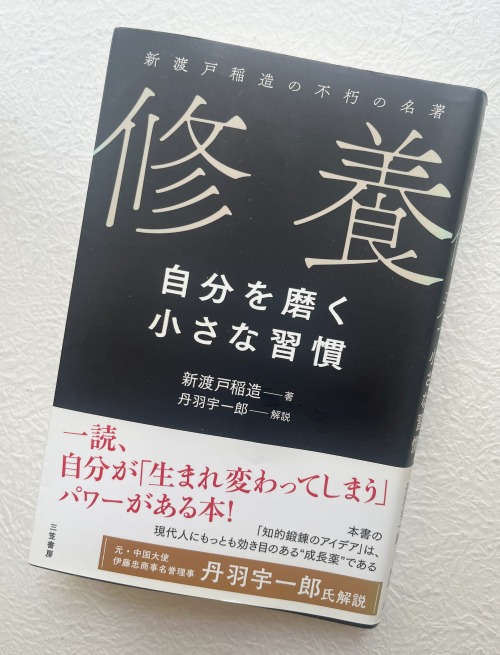 新渡戸稲造の不朽の名著
修養
自分を磨く
小さな習慣
新渡戸稲造――著
丹羽宇一郎――解説
一読、
自分が「生まれ変わってしまう」
パワーがある本!
本書の
「知的鍛錬のアイデア」は、
現代人にもっとも効き目のある“成長薬”である
元・中国大使
伊藤忠商事名誉理事
丹羽宇一郎氏解説
三笠書房